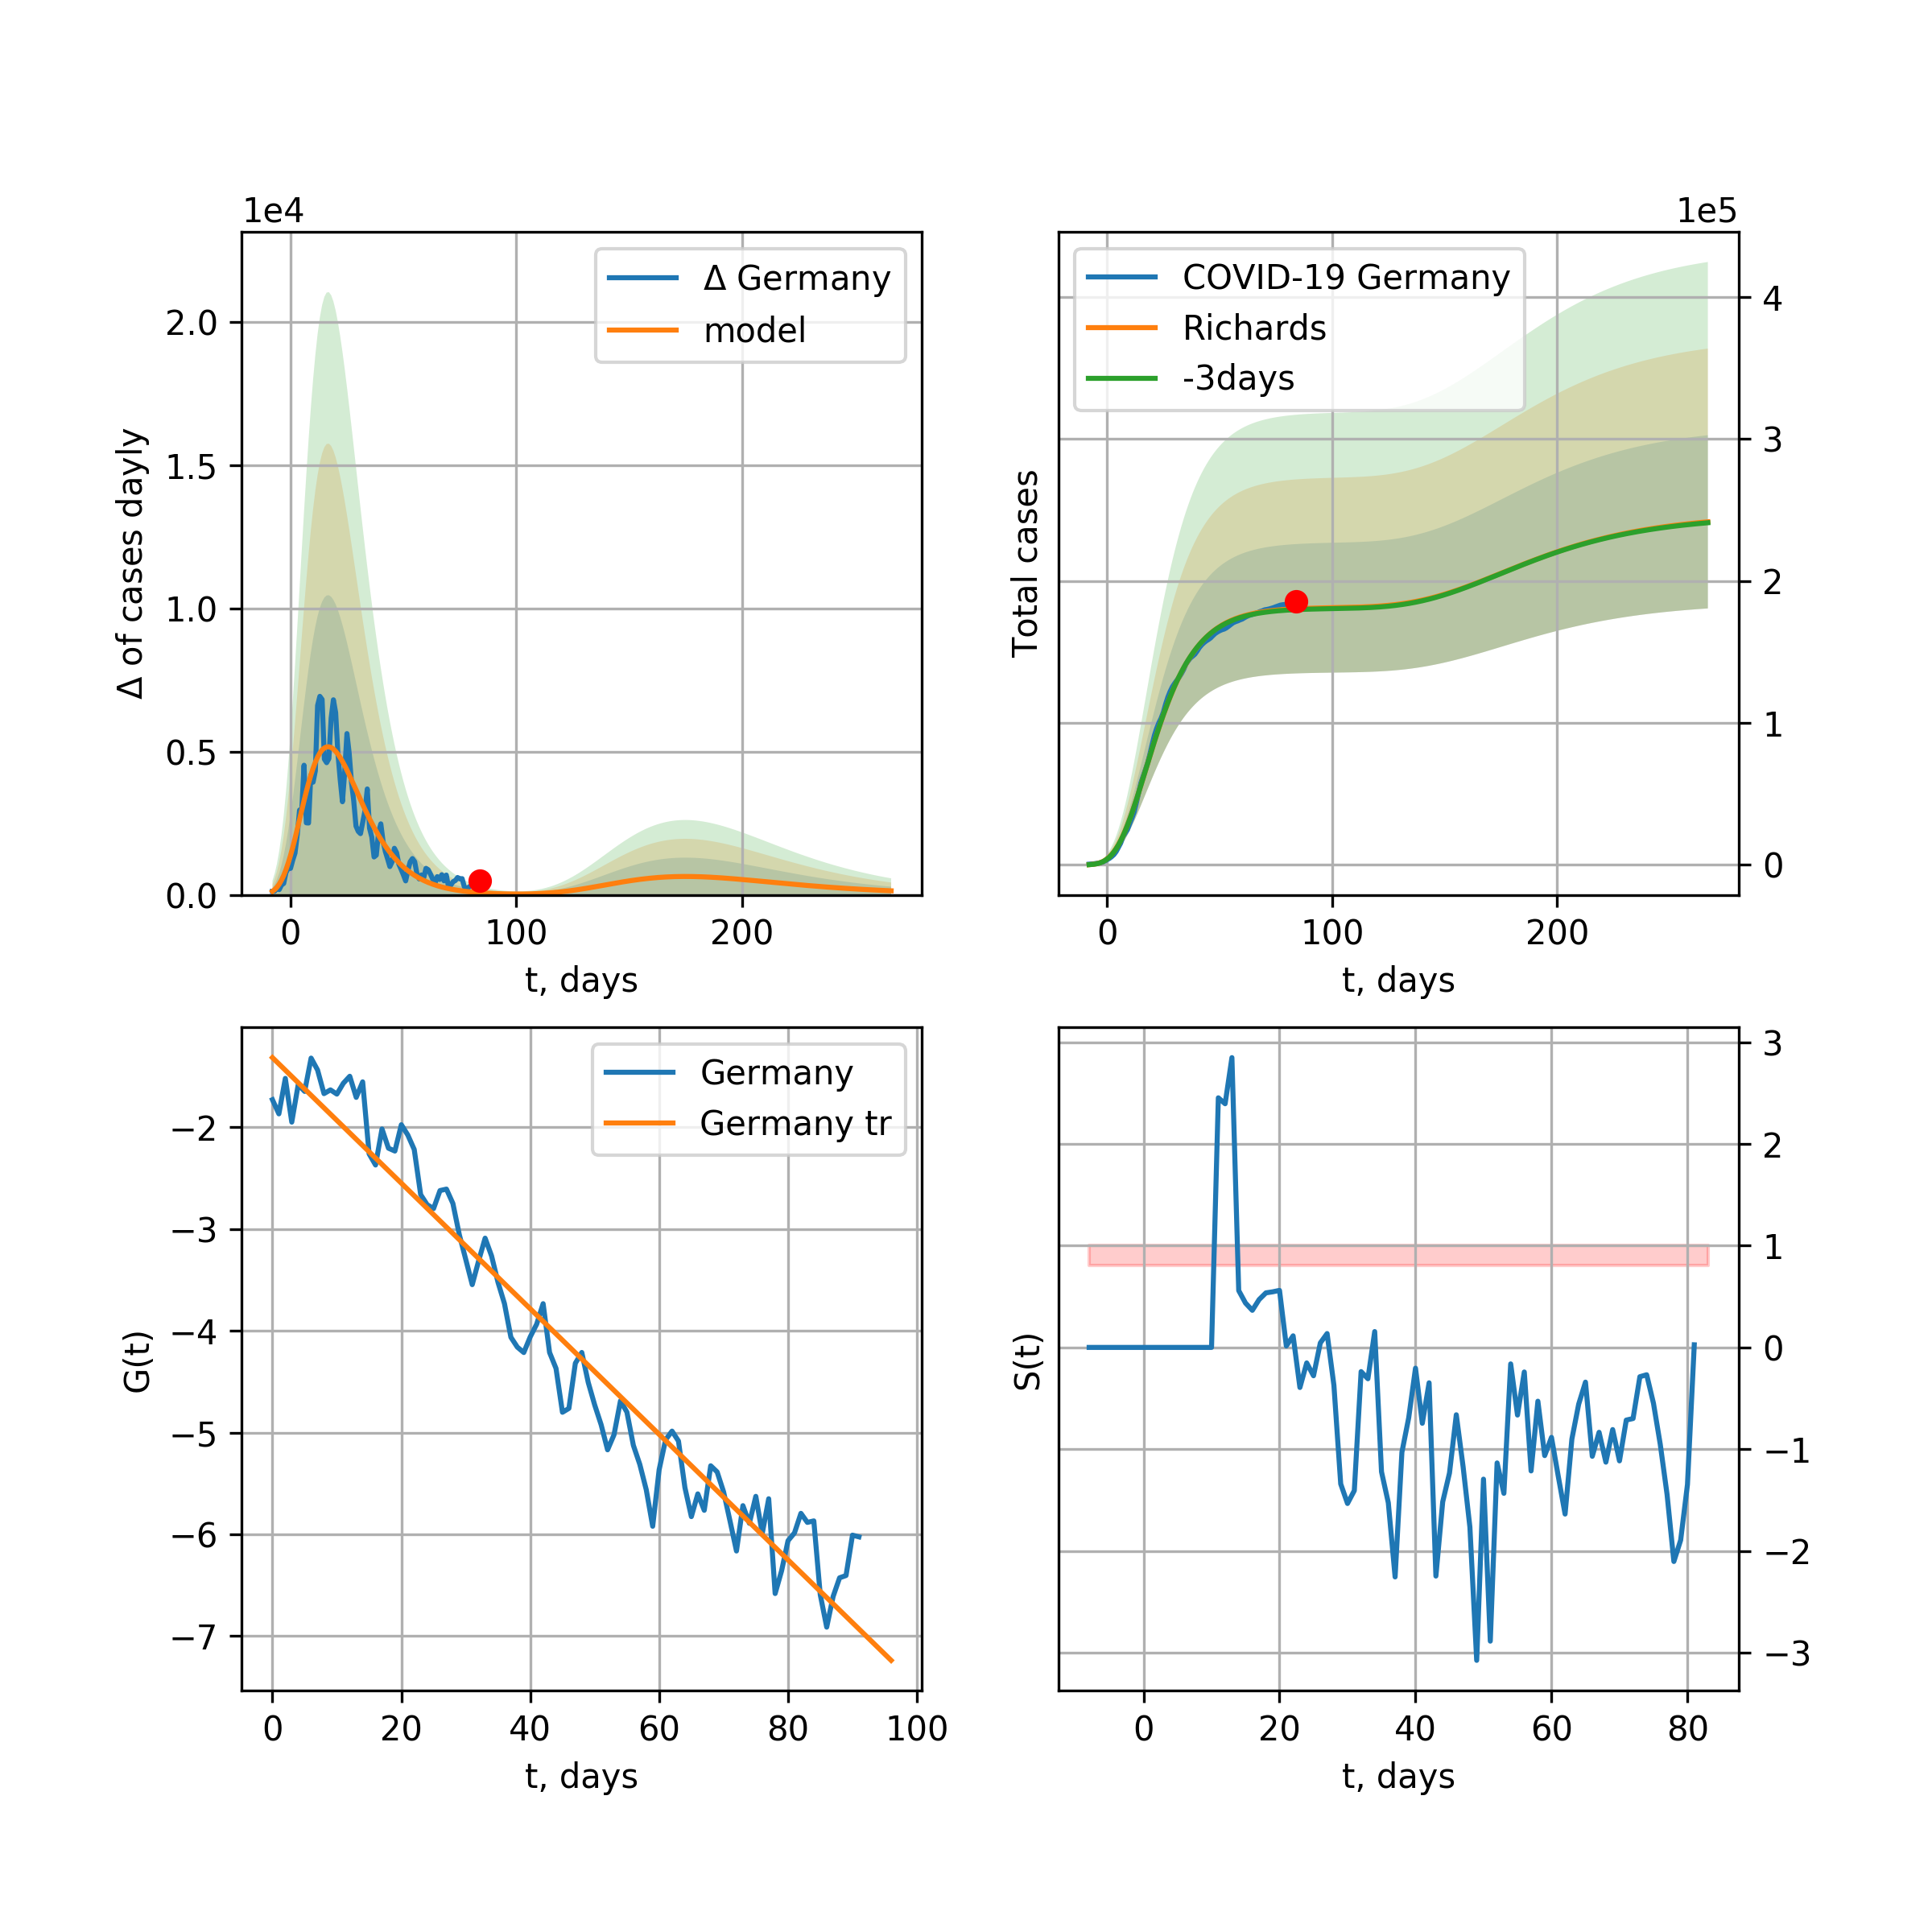 1e4
Δ Germany
model
2.0
1.5
1.0
0.5
0.0
Δ of cases dayly
0 100 200
t, days
1e5
COVID-19 Germany
Richards
-3days
4
3
2
1
0
Total cases
0 100 200
t, days
Germany
Germany tr
−2
−3
−4
−5
−6
−7
G(t)
0 20 40 60 80 100
t, days
3
2
1
0
−1
−2
−3
S(t)
0 20 40 60 80
t, days